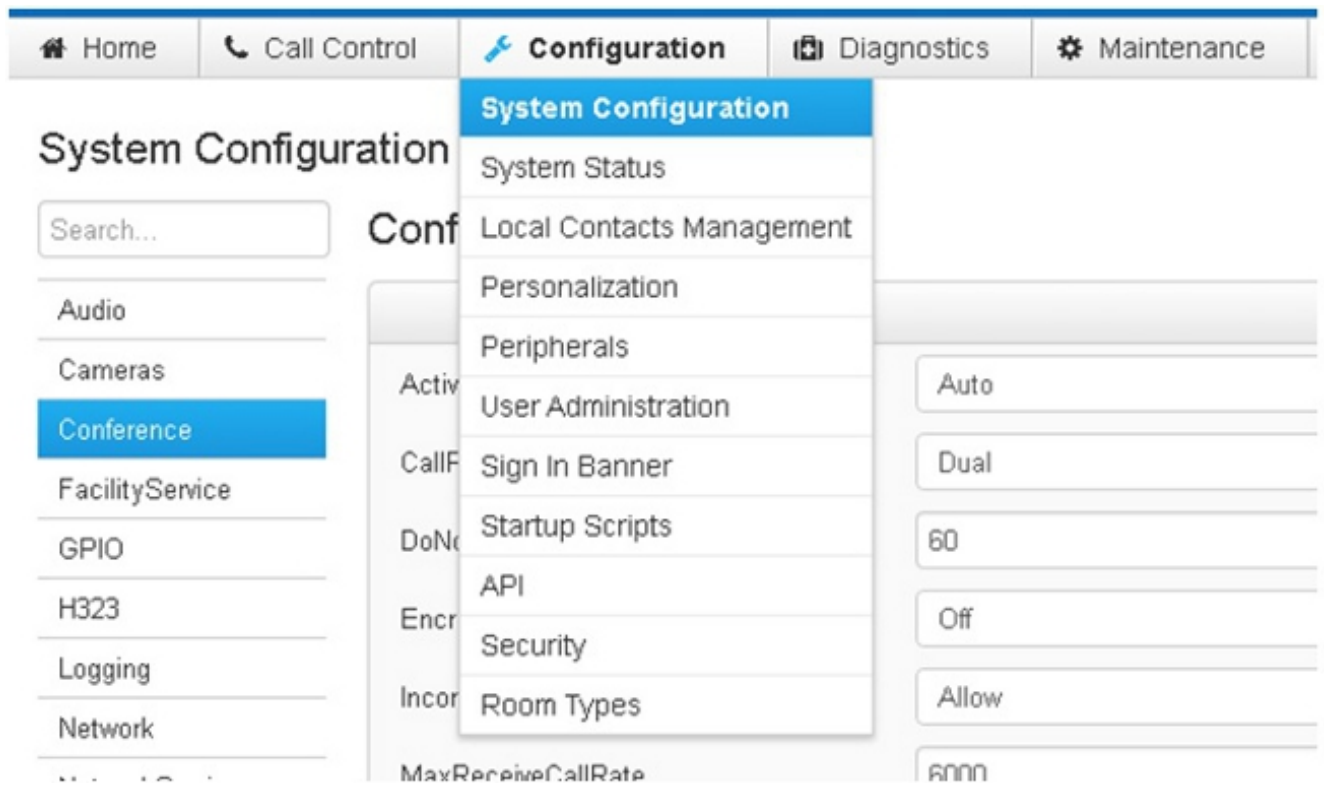 Home Call Control Configuration Diagnostics Maintenance
System Configuration
System Status
Local Contacts Management
Personalization
Peripherals
User Administration
Sign In Banner
Startup Scripts
API
Security
Room Types
System Configuration
Search...
Audio
Cameras
Conference
FacilityService
GPIO
H323
Logging
Network
Conf
Activ Auto
CallP Dual
DoNo 60
Encr Off
Incor Allow
MaxReceiveCallRate 6000